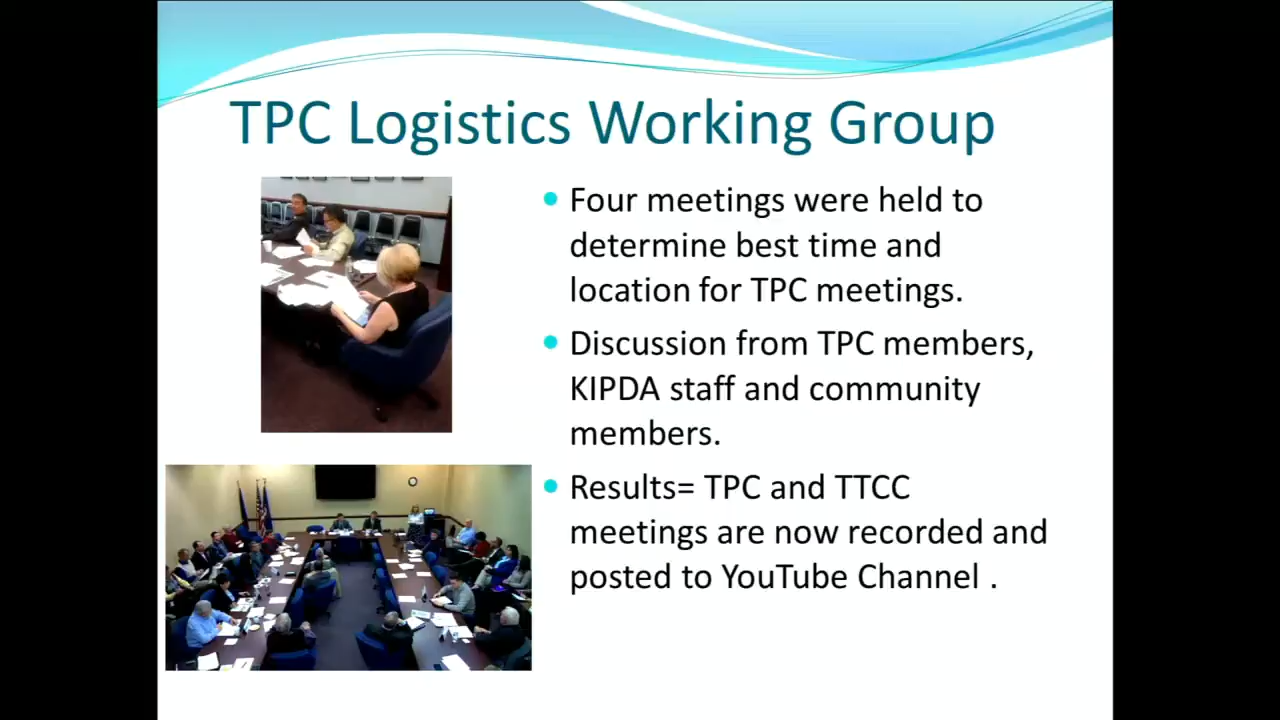 TPC Logistics Working Group
Four meetings were held to
determine best time and
location for TPC meetings.
Discussion from TPC members,
KIPDA staff and community
members.
Results= TPC and TTCC
meetings are now recorded and
posted to YouTube Channel .